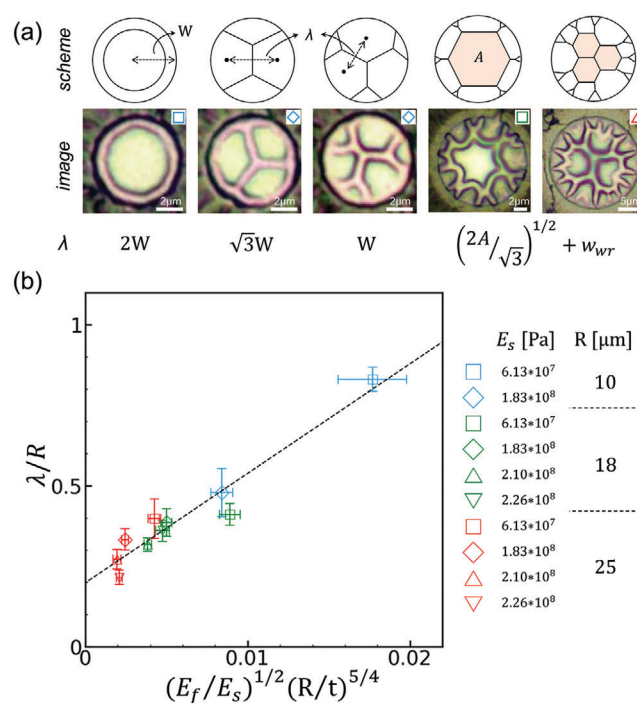 (a)
scheme
W
λ
A
image
2μm
2μm
2μm
2μm
5μm
λ 2W √3W W (2A/√3)^{1/2} + w_{wr}
(b)
E_s [Pa] R [μm]
6.13*10^7
1.83*10^8
10
6.13*10^7
1.83*10^8
2.10*10^8
2.26*10^8
18
6.13*10^7
1.83*10^8
2.10*10^8
2.26*10^8
25
λ/R
1
0.5
0
0 0.01 0.02
(E_f/E_s)^{1/2}(R/t)^{5/4}